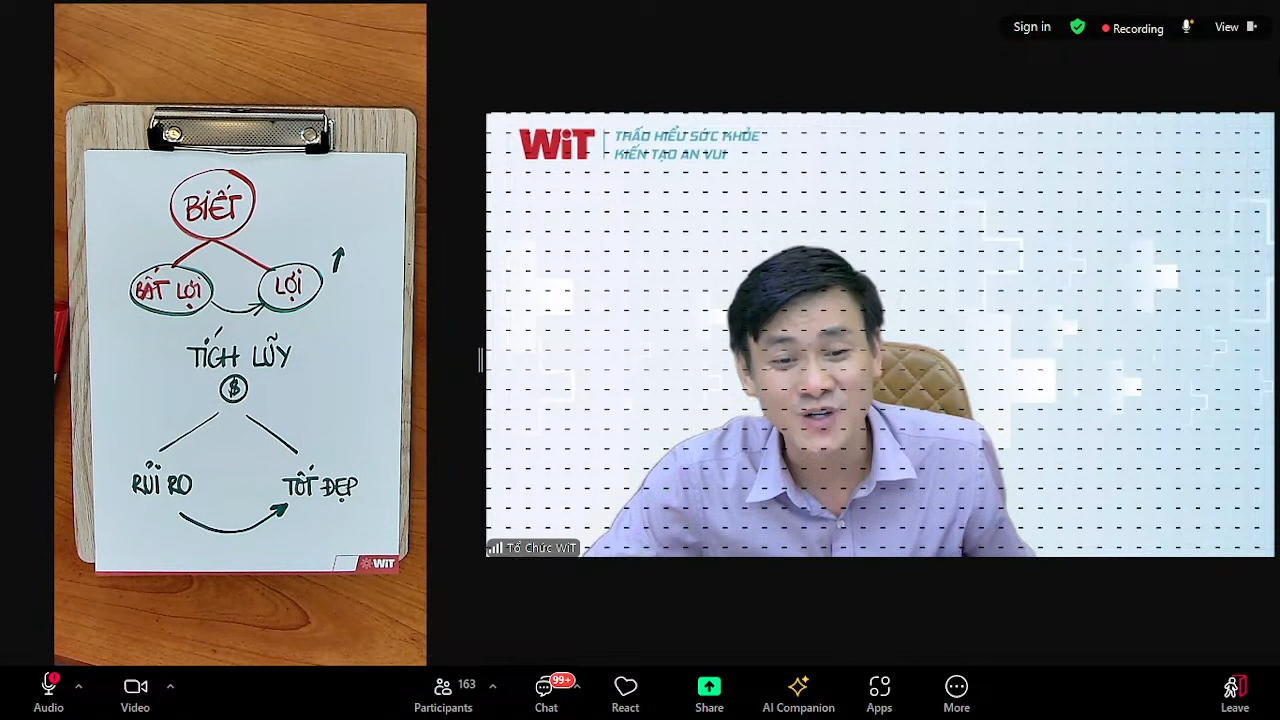 Sign in
Recording
View
BIẾT
BẤT LỢI
LỢI
TÍCH LŨY
$
RỦI RO
TỐT ĐẸP
WiT
WiT
THẤU HIỂU SỨC KHỎE
KIẾN TẠO AN VUI
Tổ Chức WiT
Audio
Video
Participants
163
Chat
99+
React
Share
AI Companion
Apps
More
Leave